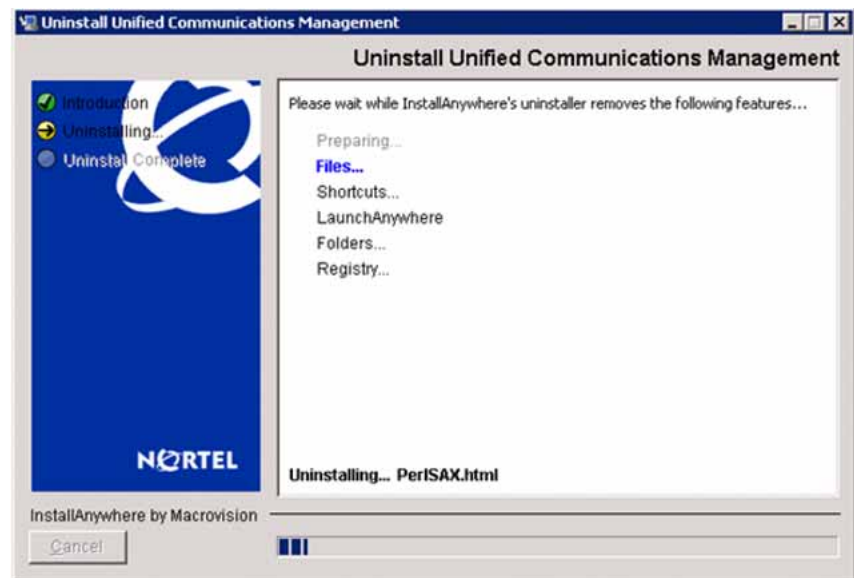 Uninstall Unified Communications Management
Uninstall Unified Communications Management
Introduction
Uninstalling...
Uninstall Complete
Please wait while InstallAnywhere's uninstaller removes the following features...
Preparing...
Files...
Shortcuts...
LaunchAnywhere
Folders...
Registry...
NORTEL
Uninstalling... PerlSAX.html
InstallAnywhere by Macrovision
Cancel